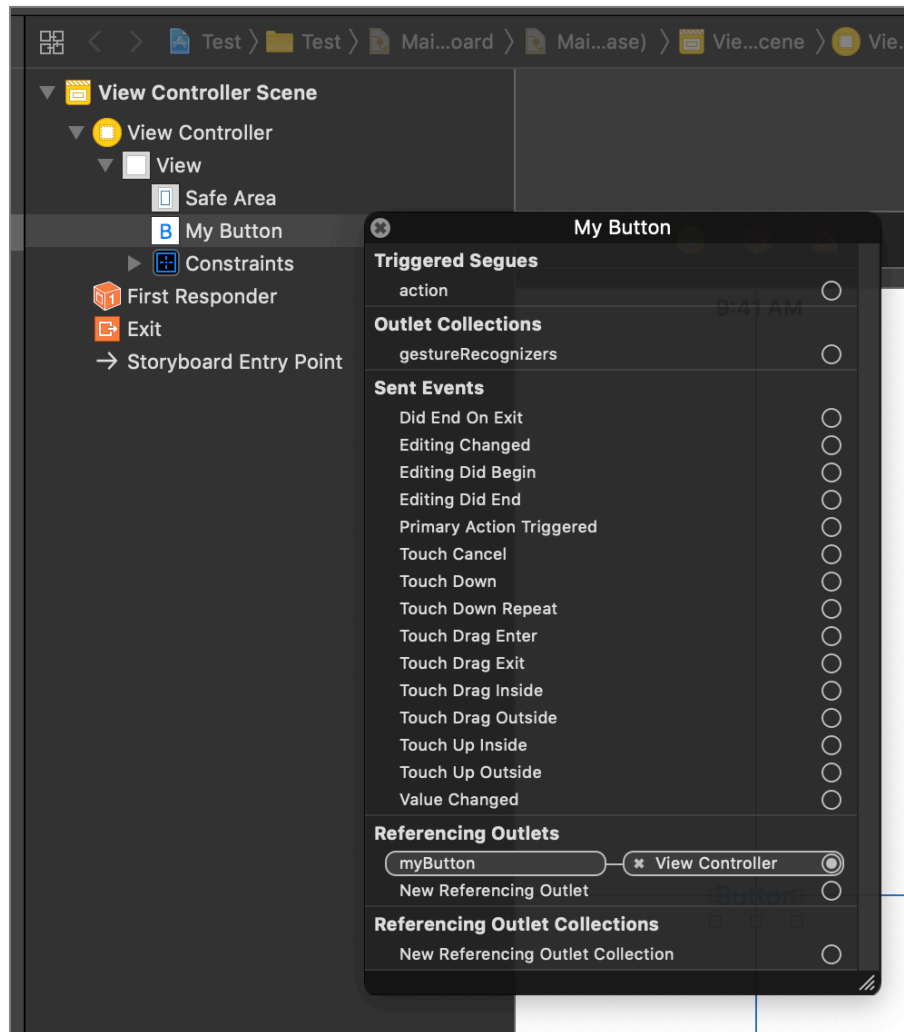 Test 〉 Test 〉 Mai...oard 〉 Mai...ase) 〉 Vie...cene 〉 Vie.
View Controller Scene
View Controller
View
Safe Area
B My Button
Constraints
First Responder
Exit
Storyboard Entry Point
My Button
Triggered Segues
action
9:41 AM
Outlet Collections
gestureRecognizers
Sent Events
Did End On Exit
Editing Changed
Editing Did Begin
Editing Did End
Primary Action Triggered
Touch Cancel
Touch Down
Touch Down Repeat
Touch Drag Enter
Touch Drag Exit
Touch Drag Inside
Touch Drag Outside
Touch Up Inside
Touch Up Outside
Value Changed
Referencing Outlets
myButton View Controller
New Referencing Outlet
Button
Referencing Outlet Collections
New Referencing Outlet Collection